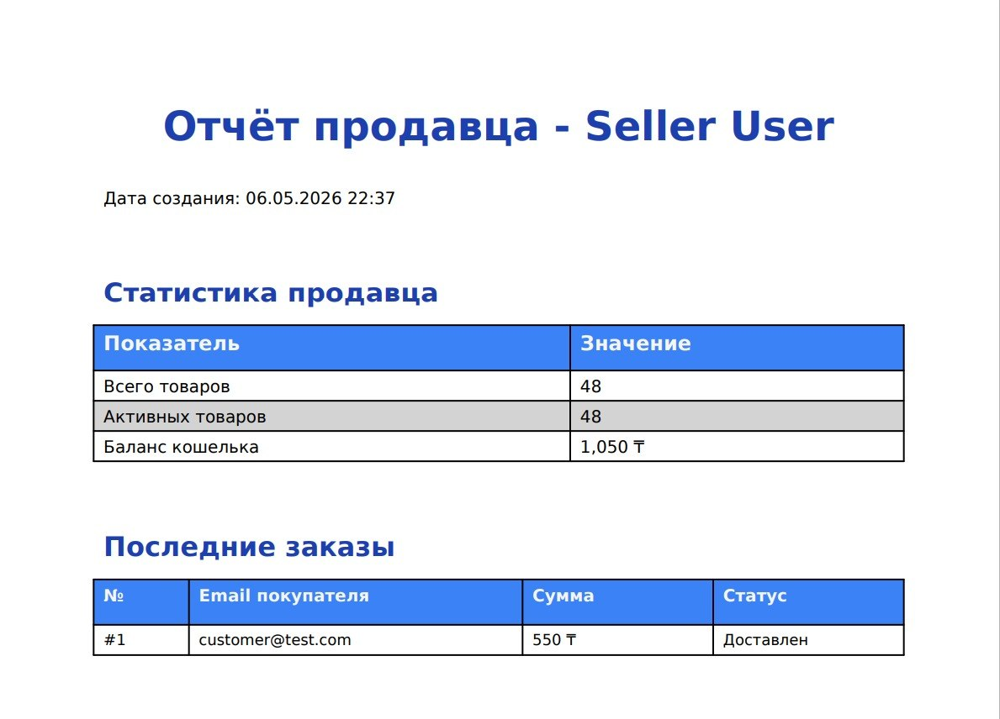 Отчёт продавца - Seller User
Дата создания: 06.05.2026 22:37
Статистика продавца
Показатель Значение
Всего товаров 48
Активных товаров 48
Баланс кошелька 1,050 ₸
Последние заказы
№ Email покупателя Сумма Статус
#1 customer@test.com 550 ₸ Доставлен